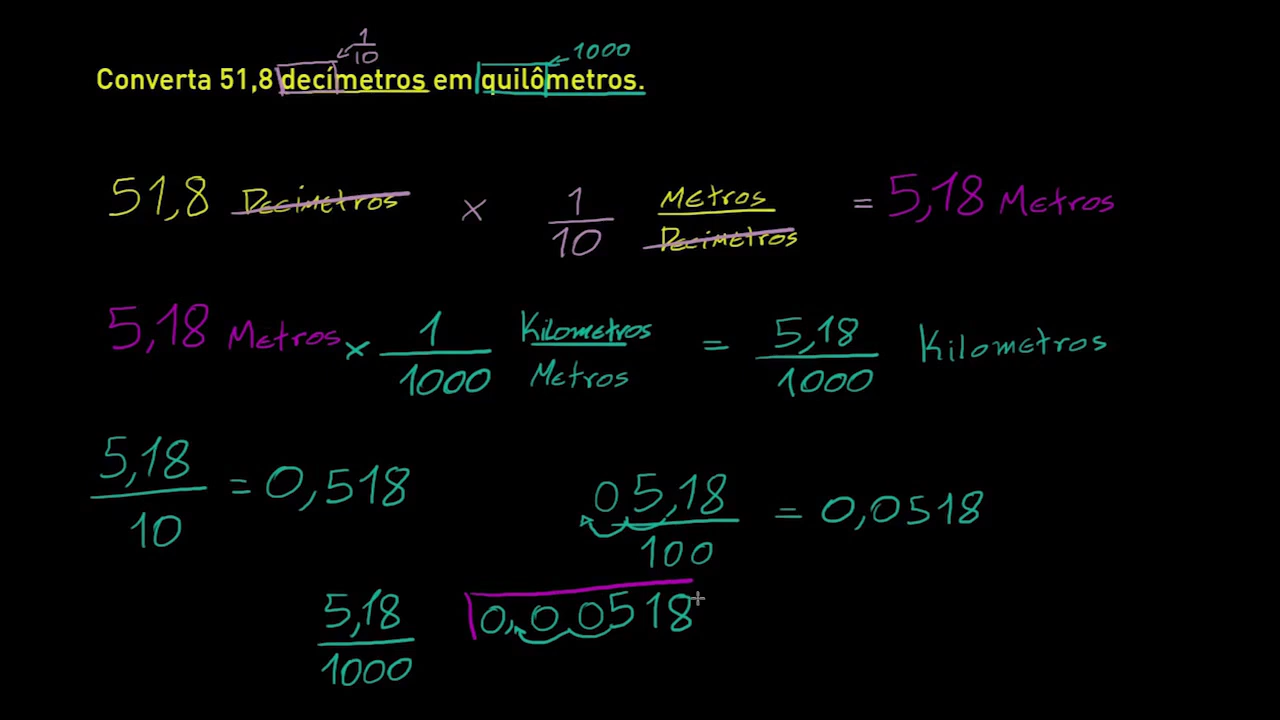 1/10 1000
Converta 51,8 decímetros em quilômetros.
51,8 Decimetros × 1/10 Metros/Decimetros = 5,18 Metros
5,18 Metros × 1/1000 Kilometros/Metros = 5,18/1000 Kilometros
5,18/10 = 0,518 05,18/100 = 0,0518
5,18/1000 0,00518